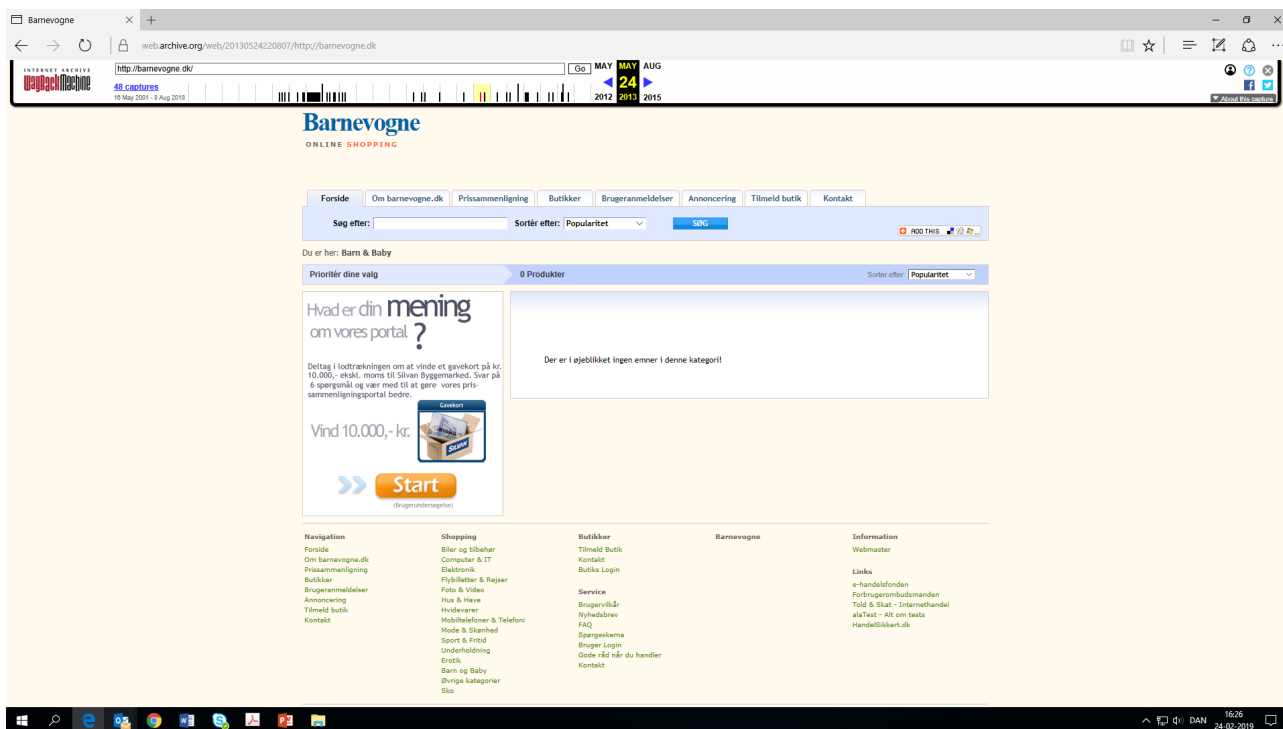 Barnevogne
web.archive.org/web/20130524220807/http://barnevogne.dk
INTERNET ARCHIVE
WayBackMachine
http://barnevogne.dk/
Go
MAY MAY AUG
48 captures
24
16 May 2001 - 8 Aug 2018
2012 2013 2015
About this capture
Barnevogne
ONLINE SHOPPING
Forside Om barnevogne.dk Prissammenligning Butikker Brugeranmeldelser Annoncering Tilmeld butik Kontakt
Søg efter: Sortér efter: Popularitet SØG
ADD THIS
Du er her: Barn & Baby
Prioritér dine valg 0 Produkter Sorter efter: Popularitet
Hvad er din mening
om vores portal ?
Der er i øjeblikket ingen emner i denne kategori!
Deltag i lodtrækningen om at vinde et gavekort på kr.
10.000,- ekskl. moms til Silvan Byggemarked. Svar på
6 spørgsmål og vær med til at gøre vores pris-
sammenligningsportal bedre.
Gavekort
Vind 10.000,- kr.
SILVAN
Start
(Brugerundersøgelse)
Navigation
Forside
Om barnevogne.dk
Prissammenligning
Butikker
Brugeranmeldelser
Annoncering
Tilmeld butik
Kontakt
Shopping
Biler og tilbehør
Computer & IT
Elektronik
Flybilletter & Rejser
Foto & Video
Hus & Have
Hvidevarer
Mobiltelefoner & Telefoni
Mode & Skønhed
Sport & Fritid
Underholdning
Erotik
Barn og Baby
Øvrige kategorier
Sko
Butikker
Tilmeld Butik
Kontakt
Butiks Login
Service
Brugervilkår
Nyhedsbrev
FAQ
Spørgeskema
Bruger Login
Gode råd når du handler
Kontakt
Barnevogne
Information
Webmaster
Links
e-handelsfonden
Forbrugerombudsmanden
Told & Skat - Internethandel
alaTest - Alt om tests
HandelSikkert.dk
DAN
16:26
24-02-2019